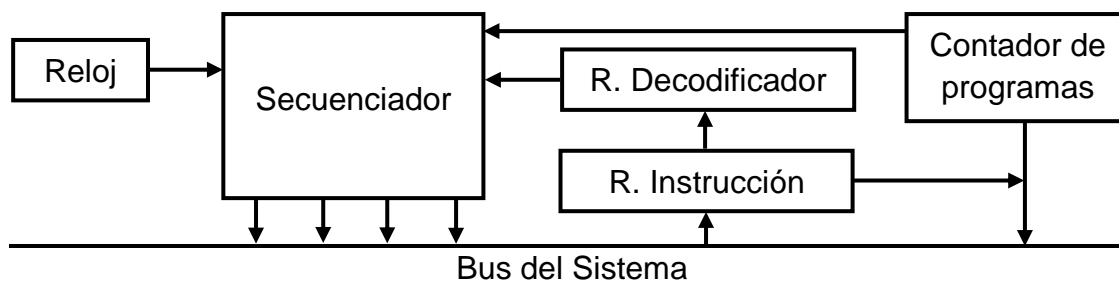 Reloj
Secuenciador
R. Decodificador
Contador de
programas
R. Instrucción
Bus del Sistema